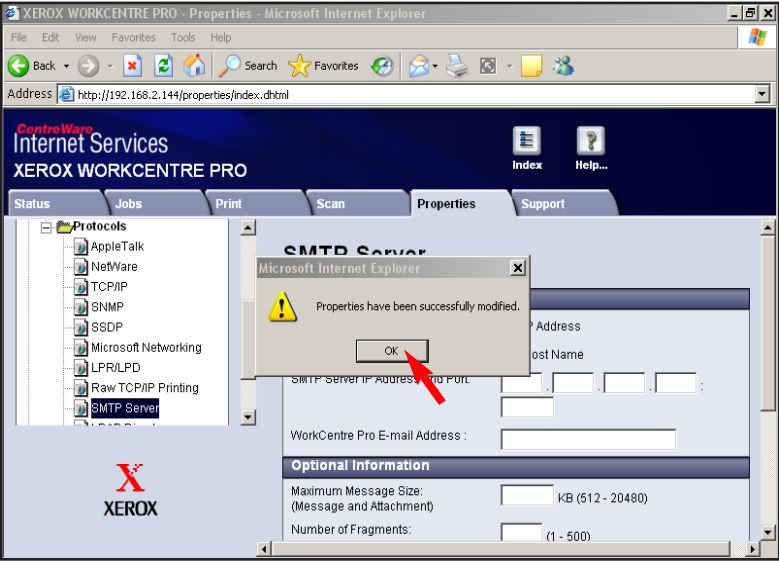 XEROX WORKCENTRE PRO - Properties - Microsoft Internet Explorer
File Edit View Favorites Tools Help
Back Search Favorites
Address http://192.168.2.144/properties/index.dhtml
CentreWare
Internet Services
XEROX WORKCENTRE PRO
Index Help...
Status Jobs Print Scan Properties Support
Protocols
AppleTalk
NetWare
TCP/IP
SNMP
SSDP
Microsoft Networking
LPR/LPD
Raw TCP/IP Printing
SMTP Server
X
XEROX
SMTP Server
Microsoft Internet Explorer
Properties have been successfully modified.
OK
Address
ost Name
SMTP Server IP Address and Port:
. . . :
WorkCentre Pro E-mail Address :
Optional Information
Maximum Message Size:
(Message and Attachment)
KB (512 - 20480)
Number of Fragments:
(1 - 500)